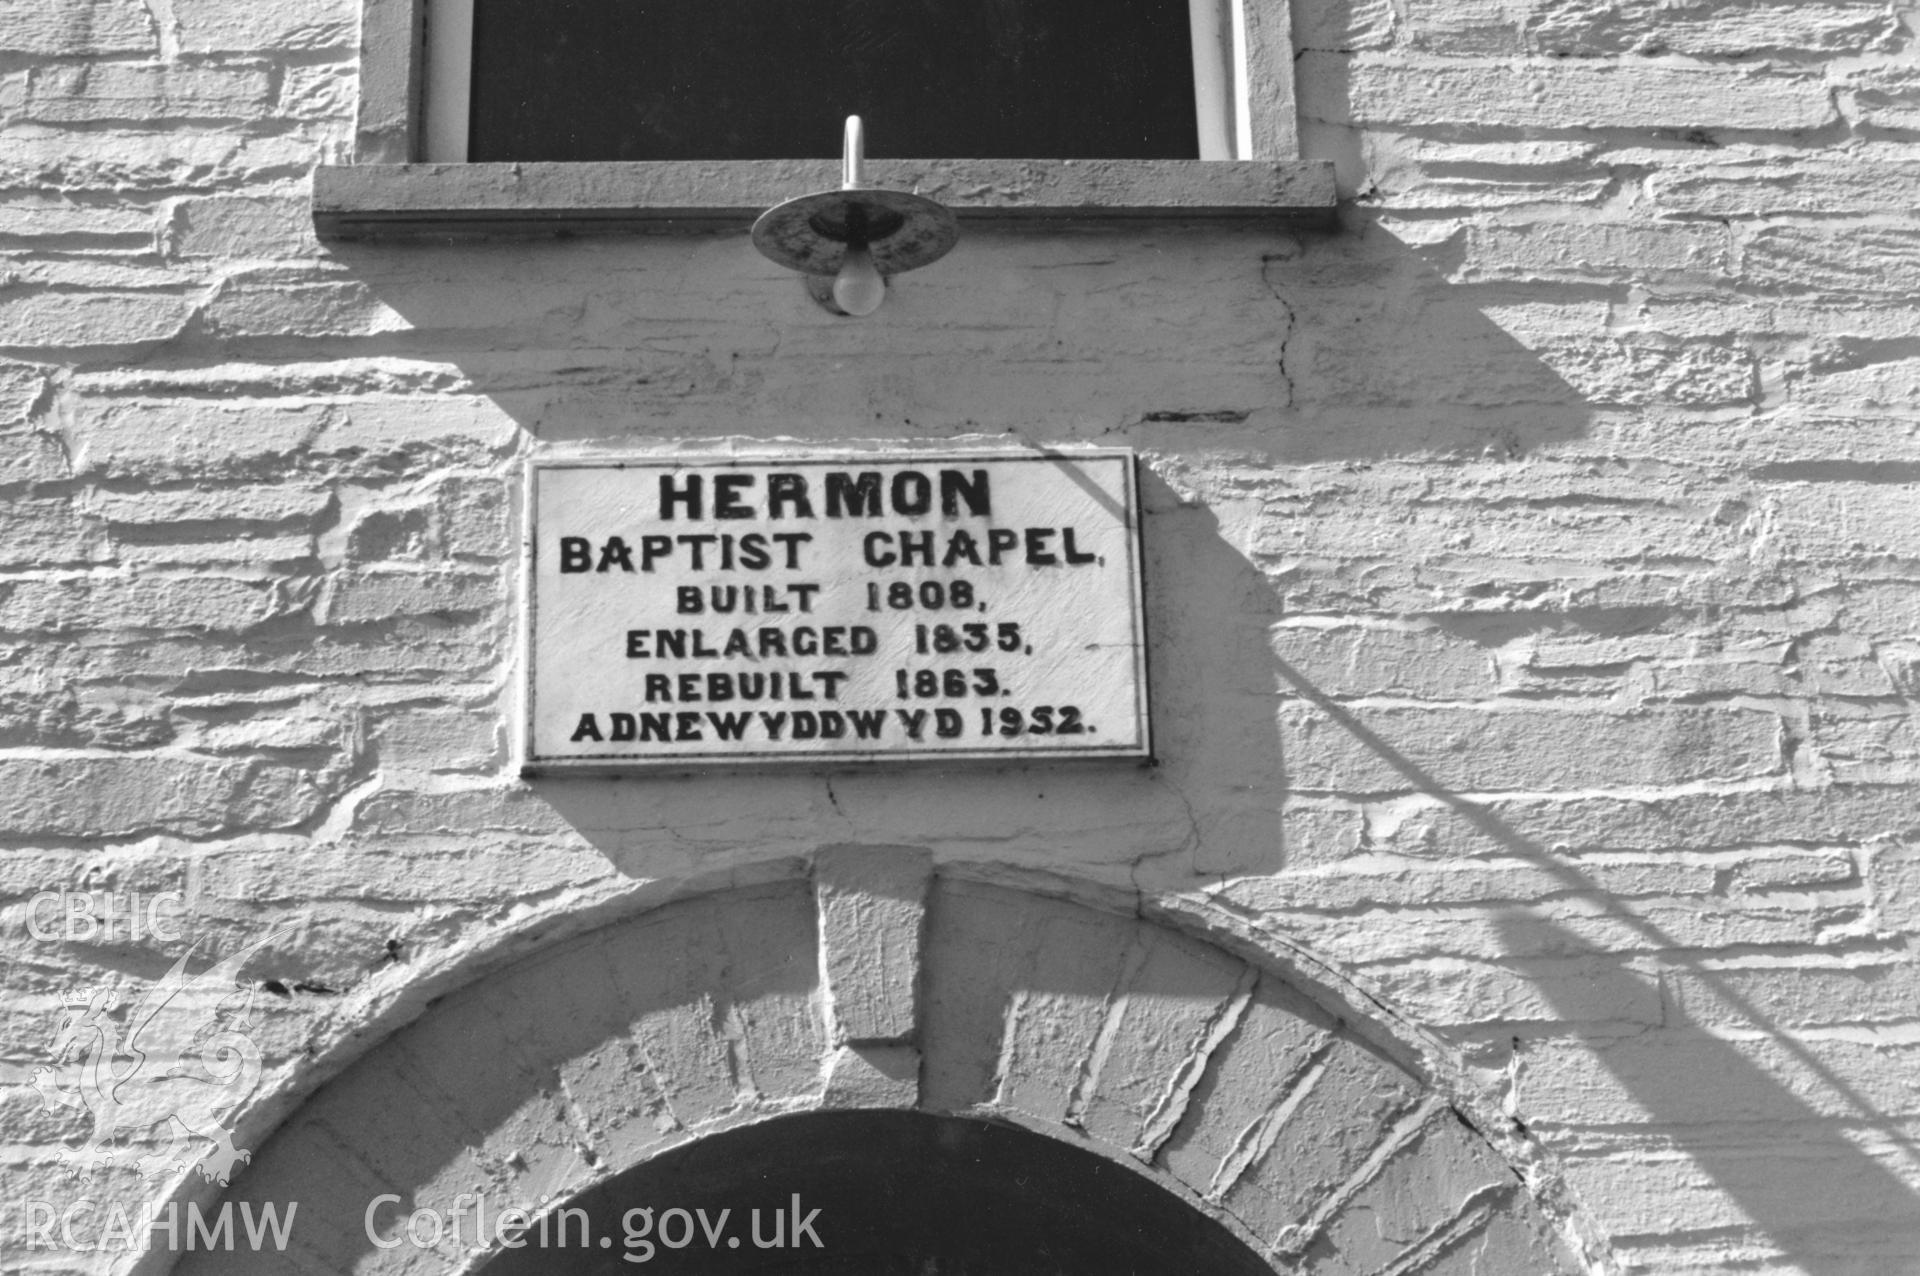 HERMON
BAPTIST CHAPEL,
BUILT 1808,
ENLARGED 1835,
REBUILT 1863.
ADNEWYDDWYD 1952.
CBHC
RCAHMW Coflein.gov.uk